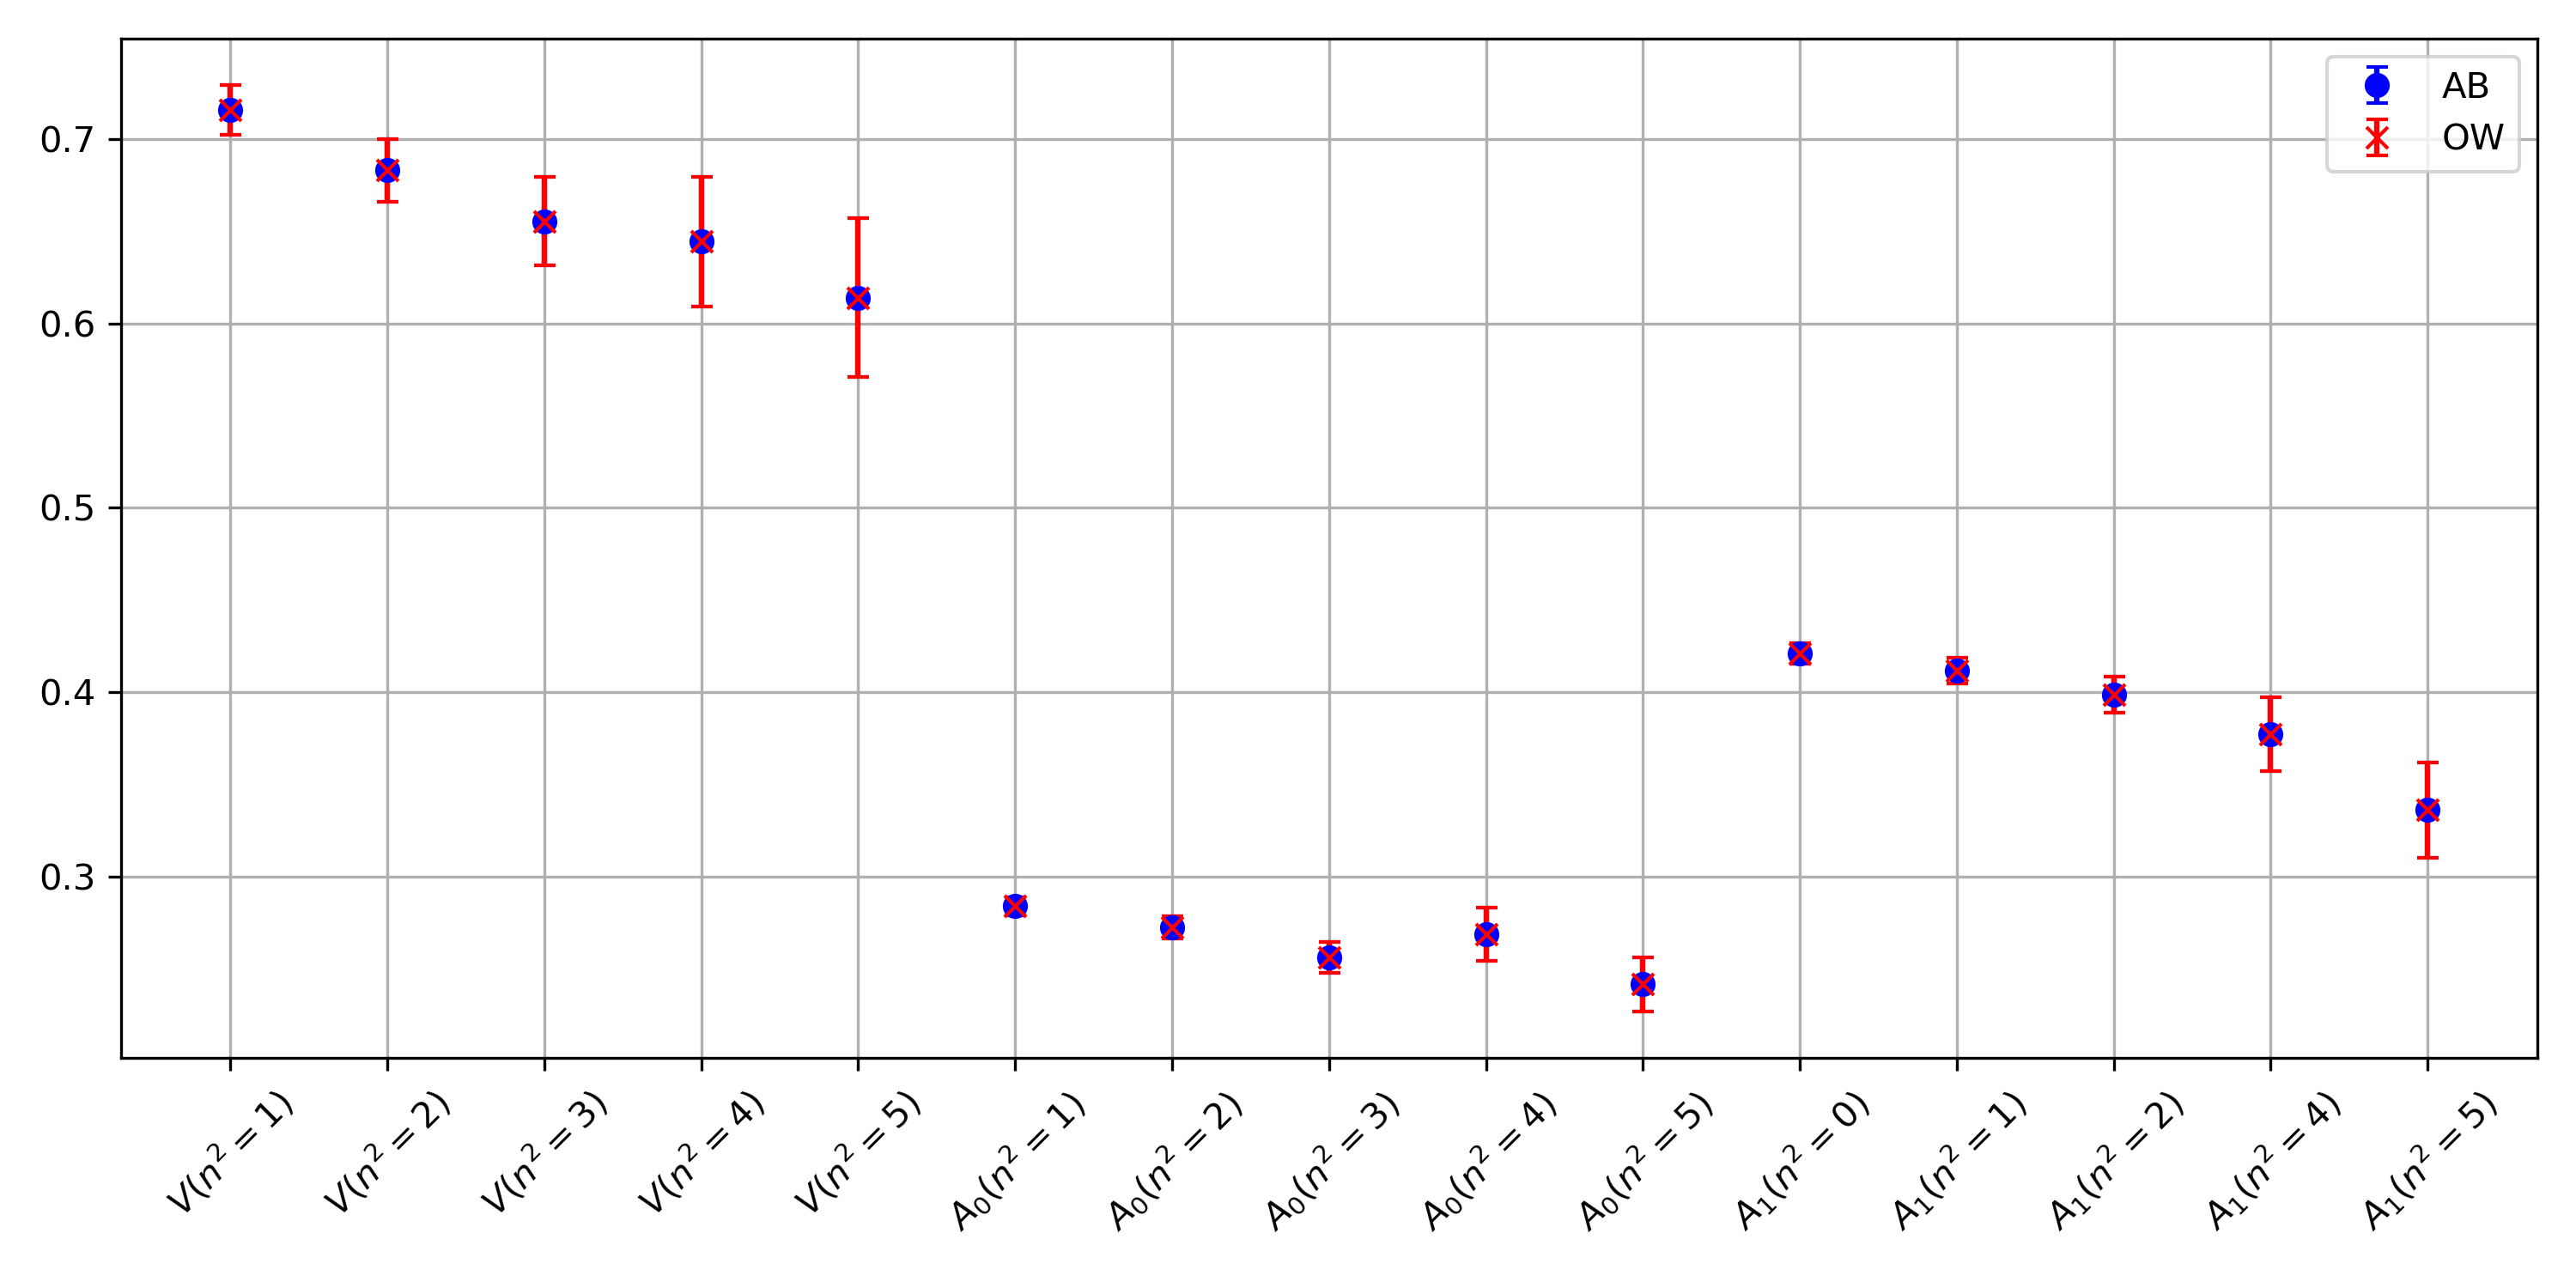 AB
OW
0.7
0.6
0.5
0.4
0.3
V(n² = 1)
V(n² = 2)
V(n² = 3)
V(n² = 4)
V(n² = 5)
A₀(n² = 1)
A₀(n² = 2)
A₀(n² = 3)
A₀(n² = 4)
A₀(n² = 5)
A₁(n² = 0)
A₁(n² = 1)
A₁(n² = 2)
A₁(n² = 4)
A₁(n² = 5)